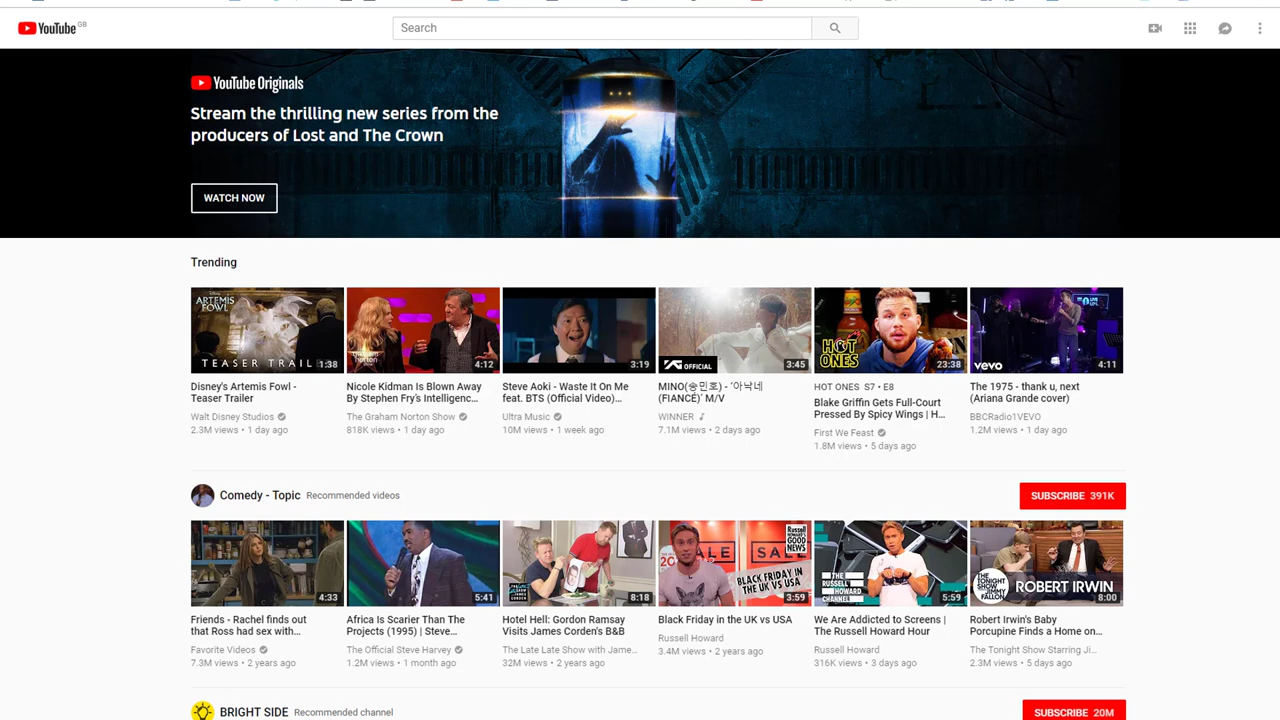 YouTube GB
Search
YouTube Originals
Stream the thrilling new series from the
producers of Lost and The Crown
WATCH NOW
Trending
ARTEMIS
FOWL
TEASER TRAIL
1:38
4:12
3:19
YG OFFICIAL
3:45
HOT
ONES
23:38
LIVE
vevo
4:11
Disney's Artemis Fowl -
Teaser Trailer
Walt Disney Studios
2.3M views • 1 day ago
Nicole Kidman Is Blown Away
By Stephen Fry's Intelligenc...
The Graham Norton Show
818K views • 1 day ago
Steve Aoki - Waste It On Me
feat. BTS (Official Video)...
Ultra Music
10M views • 1 week ago
MINO(송민호) - ‘아낙네
(FIANCÉ)’ M/V
WINNER
7.1M views • 2 days ago
HOT ONES S7 • E8
Blake Griffin Gets Full-Court
Pressed By Spicy Wings | H...
First We Feast
1.8M views • 5 days ago
The 1975 - thank u, next
(Ariana Grande cover)
BBCRadio1VEVO
1.2M views • 1 day ago
Comedy - Topic Recommended videos
SUBSCRIBE 391K
4:33
5:41
8:18
SALE SALE
Russell
Howard's
GOOD
NEWS
BLACK FRIDAY IN
THE UK VS USA
3:59
THE
RUSSELL
HOWARD
CHANNEL
5:59
THE
TONIGHT
SHOW
JIMMY
FALLON
ROBERT IRWIN
8:00
Friends - Rachel finds out
that Ross had sex with...
Favorite Videos
7.3M views • 2 years ago
Africa Is Scarier Than The
Projects (1995) | Steve...
The Official Steve Harvey
1.2M views • 1 month ago
Hotel Hell: Gordon Ramsay
Visits James Corden's B&B
The Late Late Show with Jame...
32M views • 2 years ago
Black Friday in the UK vs USA
Russell Howard
3.4M views • 2 years ago
We Are Addicted to Screens |
The Russell Howard Hour
Russell Howard
316K views • 3 days ago
Robert Irwin's Baby
Porcupine Finds a Home on...
The Tonight Show Starring Ji...
2.3M views • 5 days ago
BRIGHT SIDE Recommended channel
SUBSCRIBE 20M